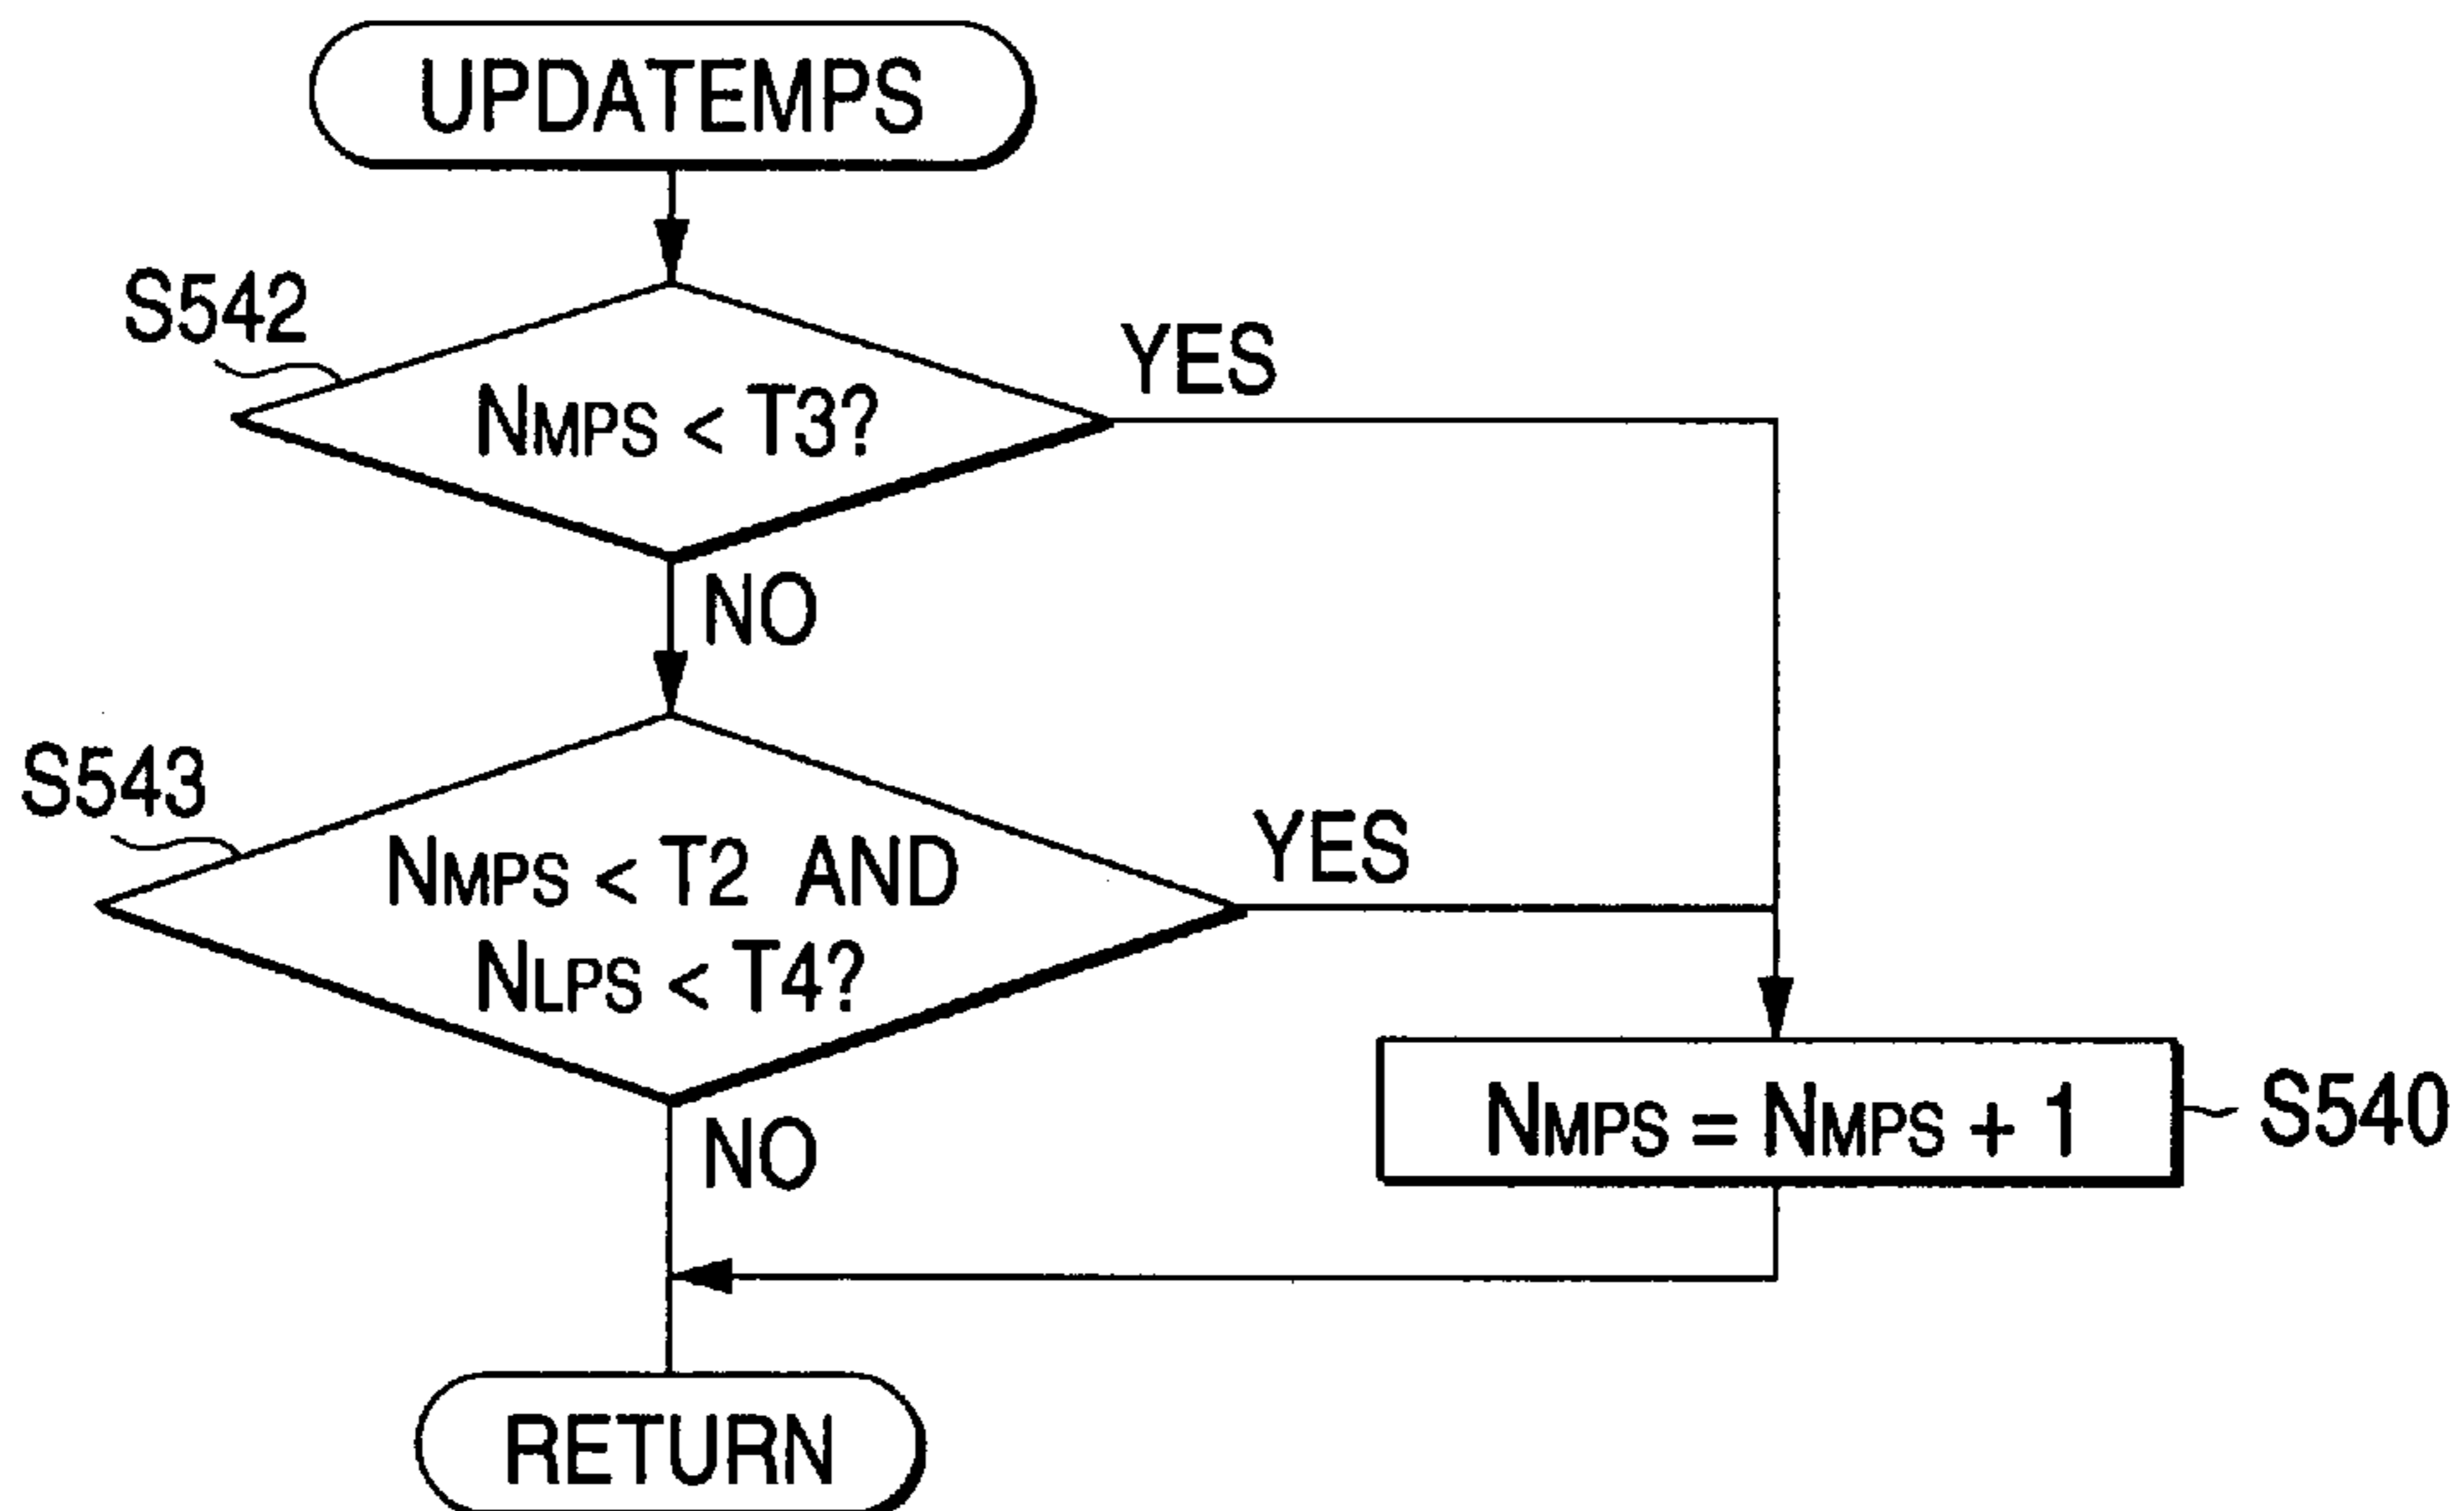 UPDATEMPS
S542
NMPS < T3?
YES
NO
S543
NMPS < T2 AND
NLPS < T4?
YES
NO
NMPS = NMPS + 1
S540
RETURN